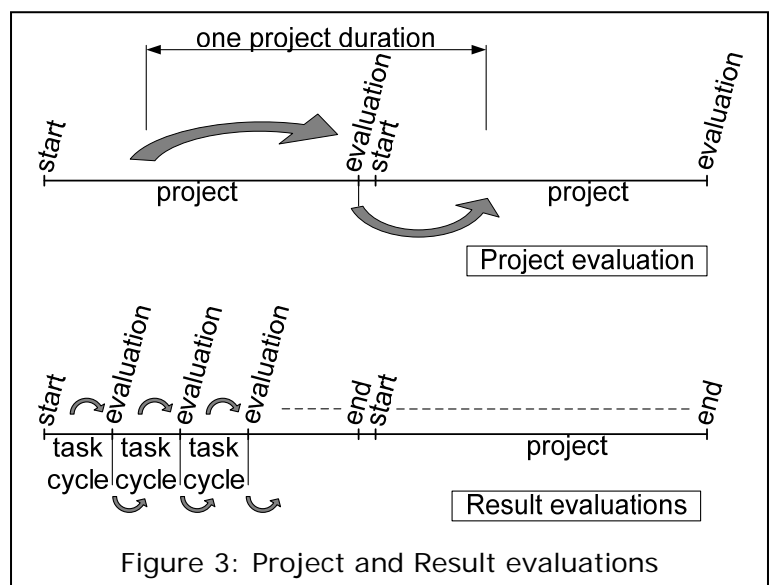 one project duration
start
evaluation
start
evaluation
project
project
Project evaluation
start
evaluation
evaluation
evaluation
end
start
end
task
cycle
task
cycle
task
cycle
project
Result evaluations
Figure 3: Project and Result evaluations